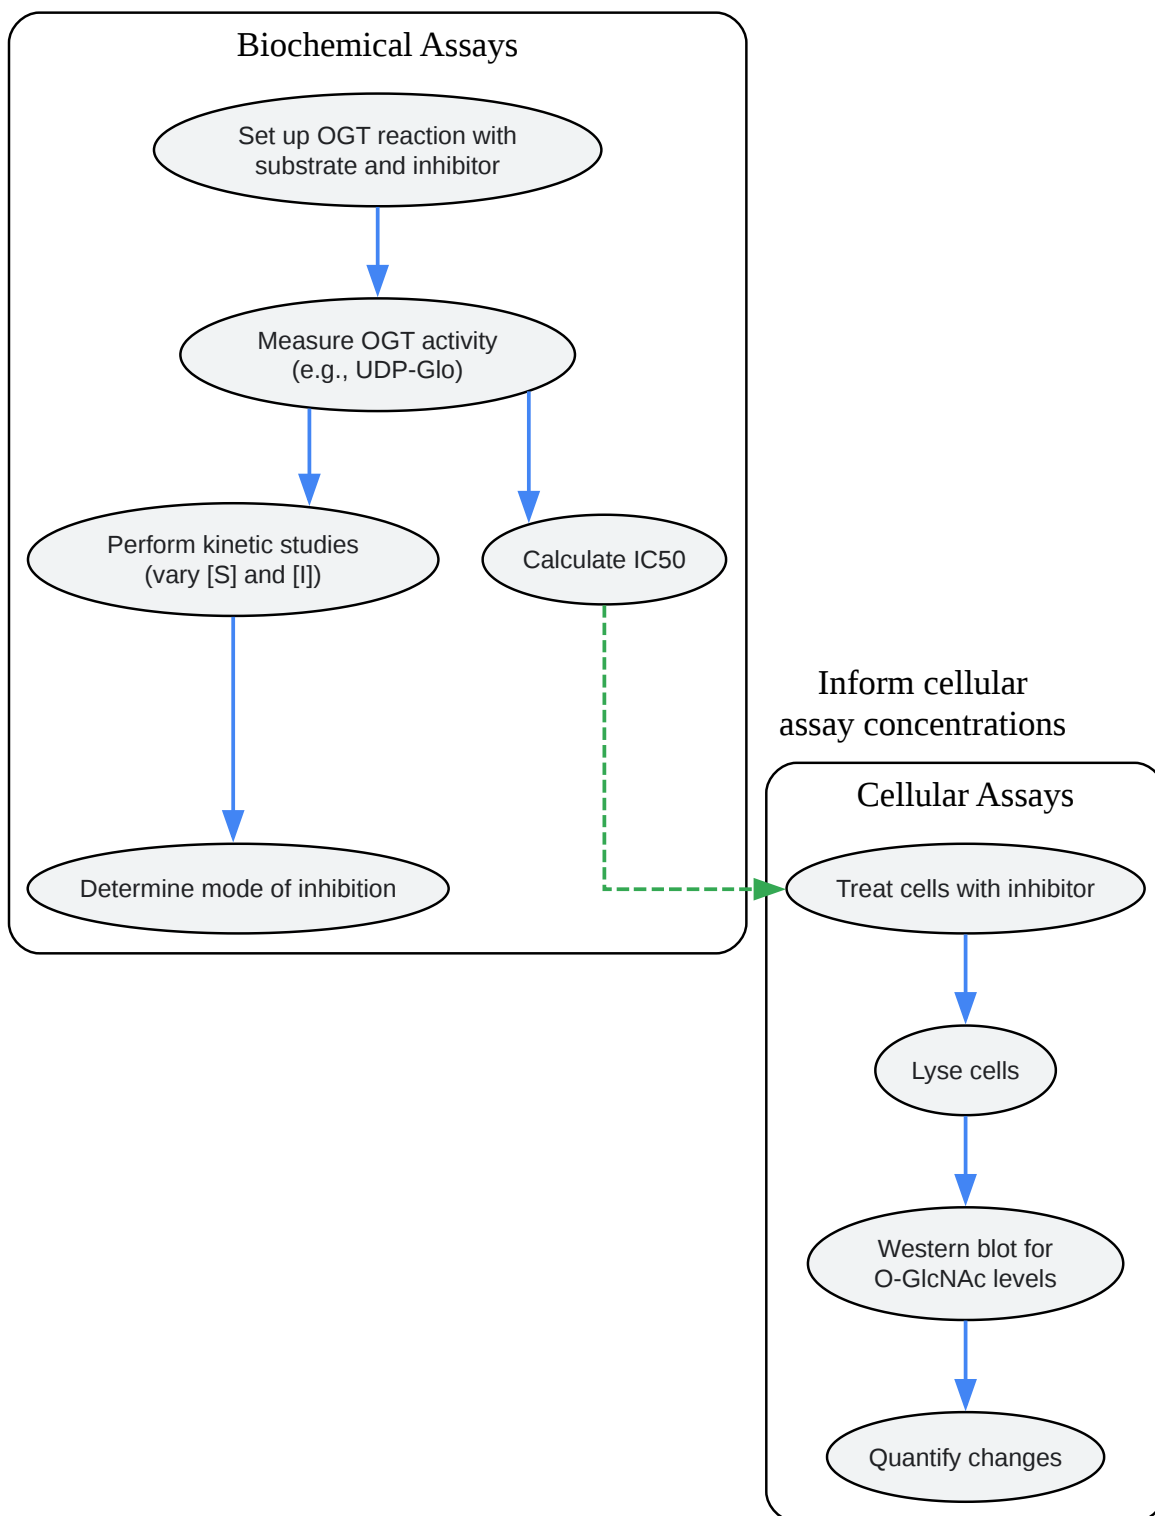 Biochemical Assays
Set up OGT reaction with
substrate and inhibitor
Measure OGT activity
(e.g., UDP-Glo)
Perform kinetic studies
(vary [S] and [I])
Calculate IC50
Determine mode of inhibition
Inform cellular
assay concentrations
Cellular Assays
Treat cells with inhibitor
Lyse cells
Western blot for
O-GlcNAc levels
Quantify changes